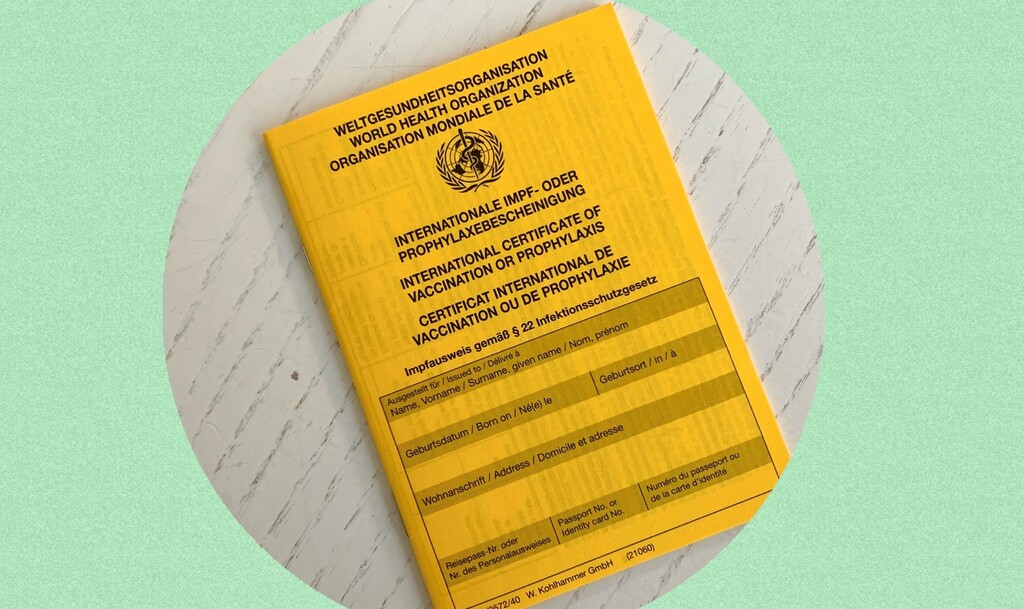 WELTGESUNDHEITSORGANISATION
WORLD HEALTH ORGANIZATION
ORGANISATION MONDIALE DE LA SANTÉ
INTERNATIONALE IMPF- ODER
PROPHYLAXEBESCHEINIGUNG
INTERNATIONAL CERTIFICATE OF
VACCINATION OR PROPHYLAXIS
CERTIFICAT INTERNATIONAL DE
VACCINATION OU DE PROPHYLAXIE
Impfausweis gemäß § 22 Infektionsschutzgesetz
Ausgestellt für / Issued to / Délivré à
Name, Vorname / Surname, given name / Nom, prénom
Geburtsdatum / Born on / Né(e) le
Geburtsort / in / à
Wohnanschrift / Address / Domicile et adresse
Reisepass-Nr. oder
Nr. des Personalausweises
Passport No. or
Identity card No.
Numéro du passeport ou
de la carte d'identité
W. Kohlhammer GmbH (21060)